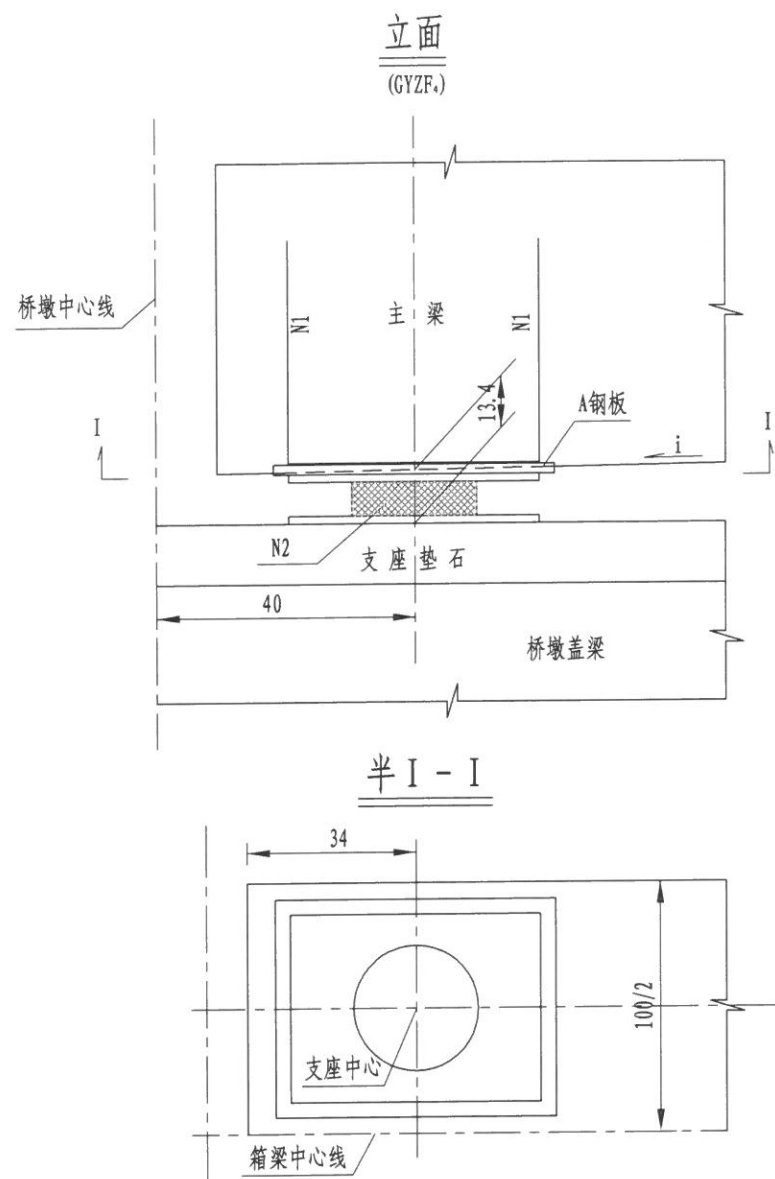 立面
(GYZF₄)
桥墩中心线
N1
主 梁
N1
13.4
A钢板
I
i
I
N2
支 座 垫 石
40
桥墩盖梁
半 I - I
34
100/2
支座中心
箱梁中心线